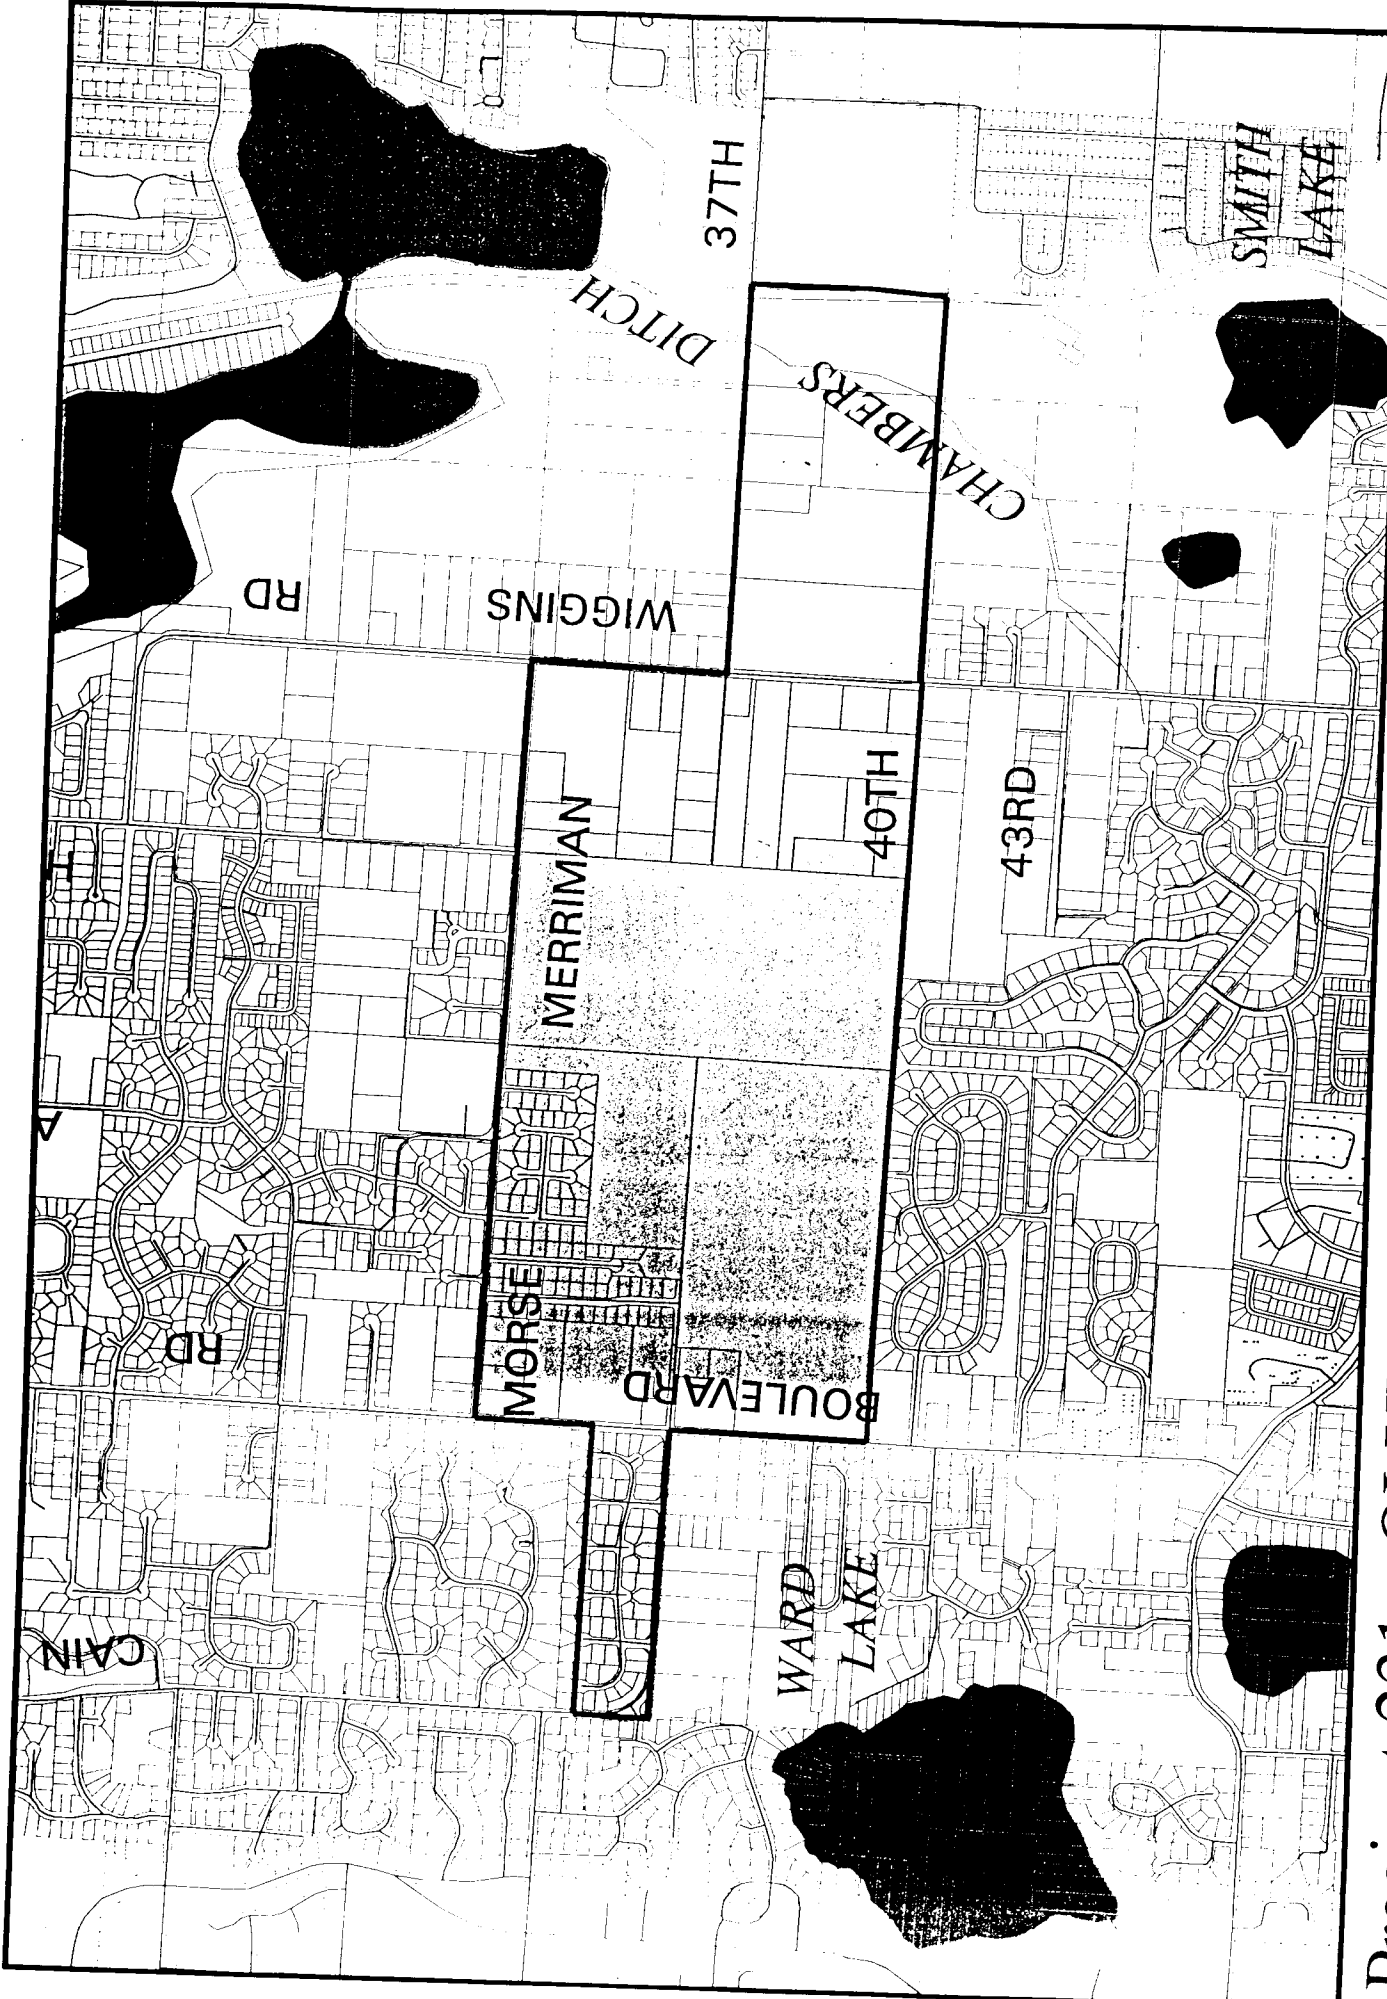 CAIN
RD
RD
WIGGINS
MORSE
MERRIMAN
BOULEVARD
DITCH
37TH
WARD
LAKE
40TH
CHAMBERS
43RD
SMITH
LAKE